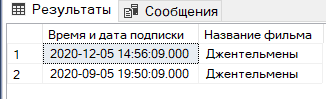 Результаты Сообщения
Время и дата подписки Название фильма
1 2020-12-05 14:56:09.000 Джентельмены
2 2020-09-05 19:50:09.000 Джентельмены